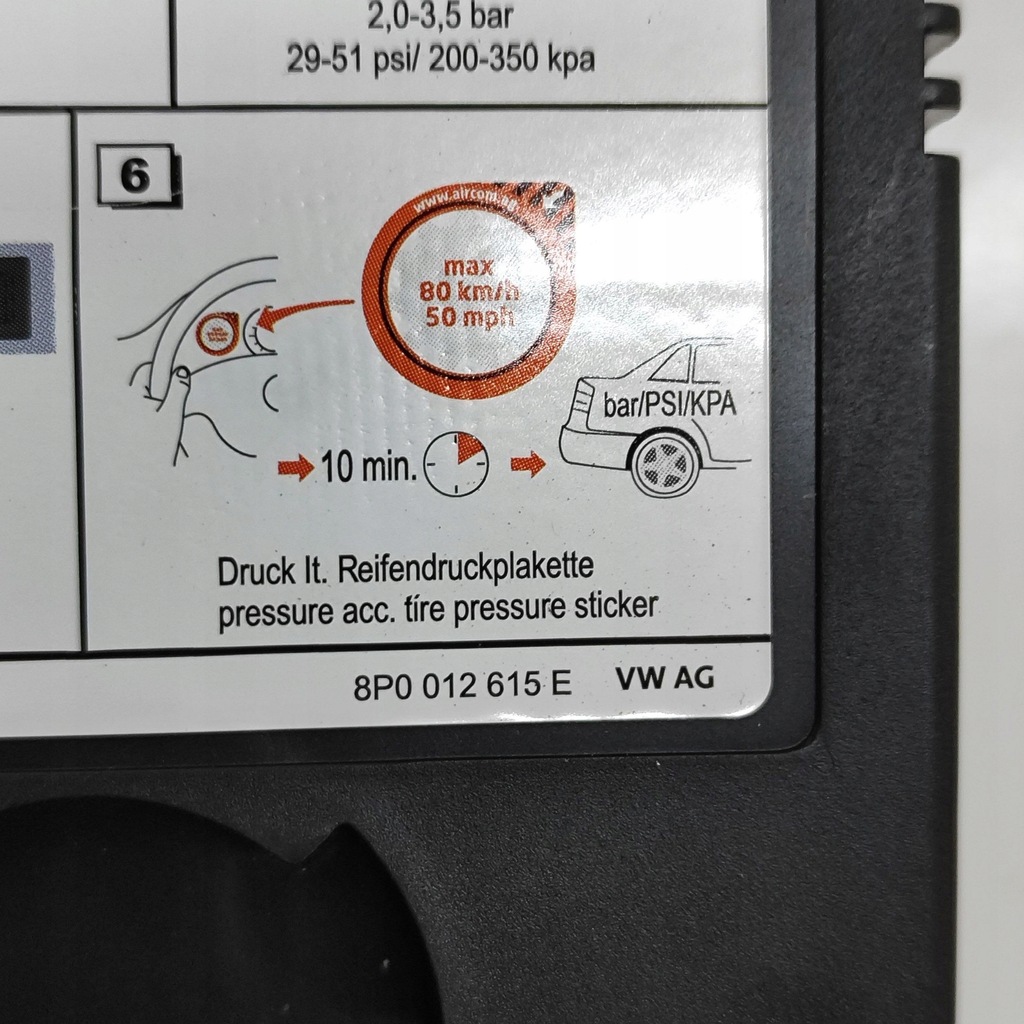 2,0-3,5 bar
29-51 psi/ 200-350 kpa
6
max
80 km/h
50 mph
bar/PSI/KPA
10 min.
Druck lt. Reifendruckplakette
pressure acc. tire pressure sticker
8P0 012 615 E VW AG